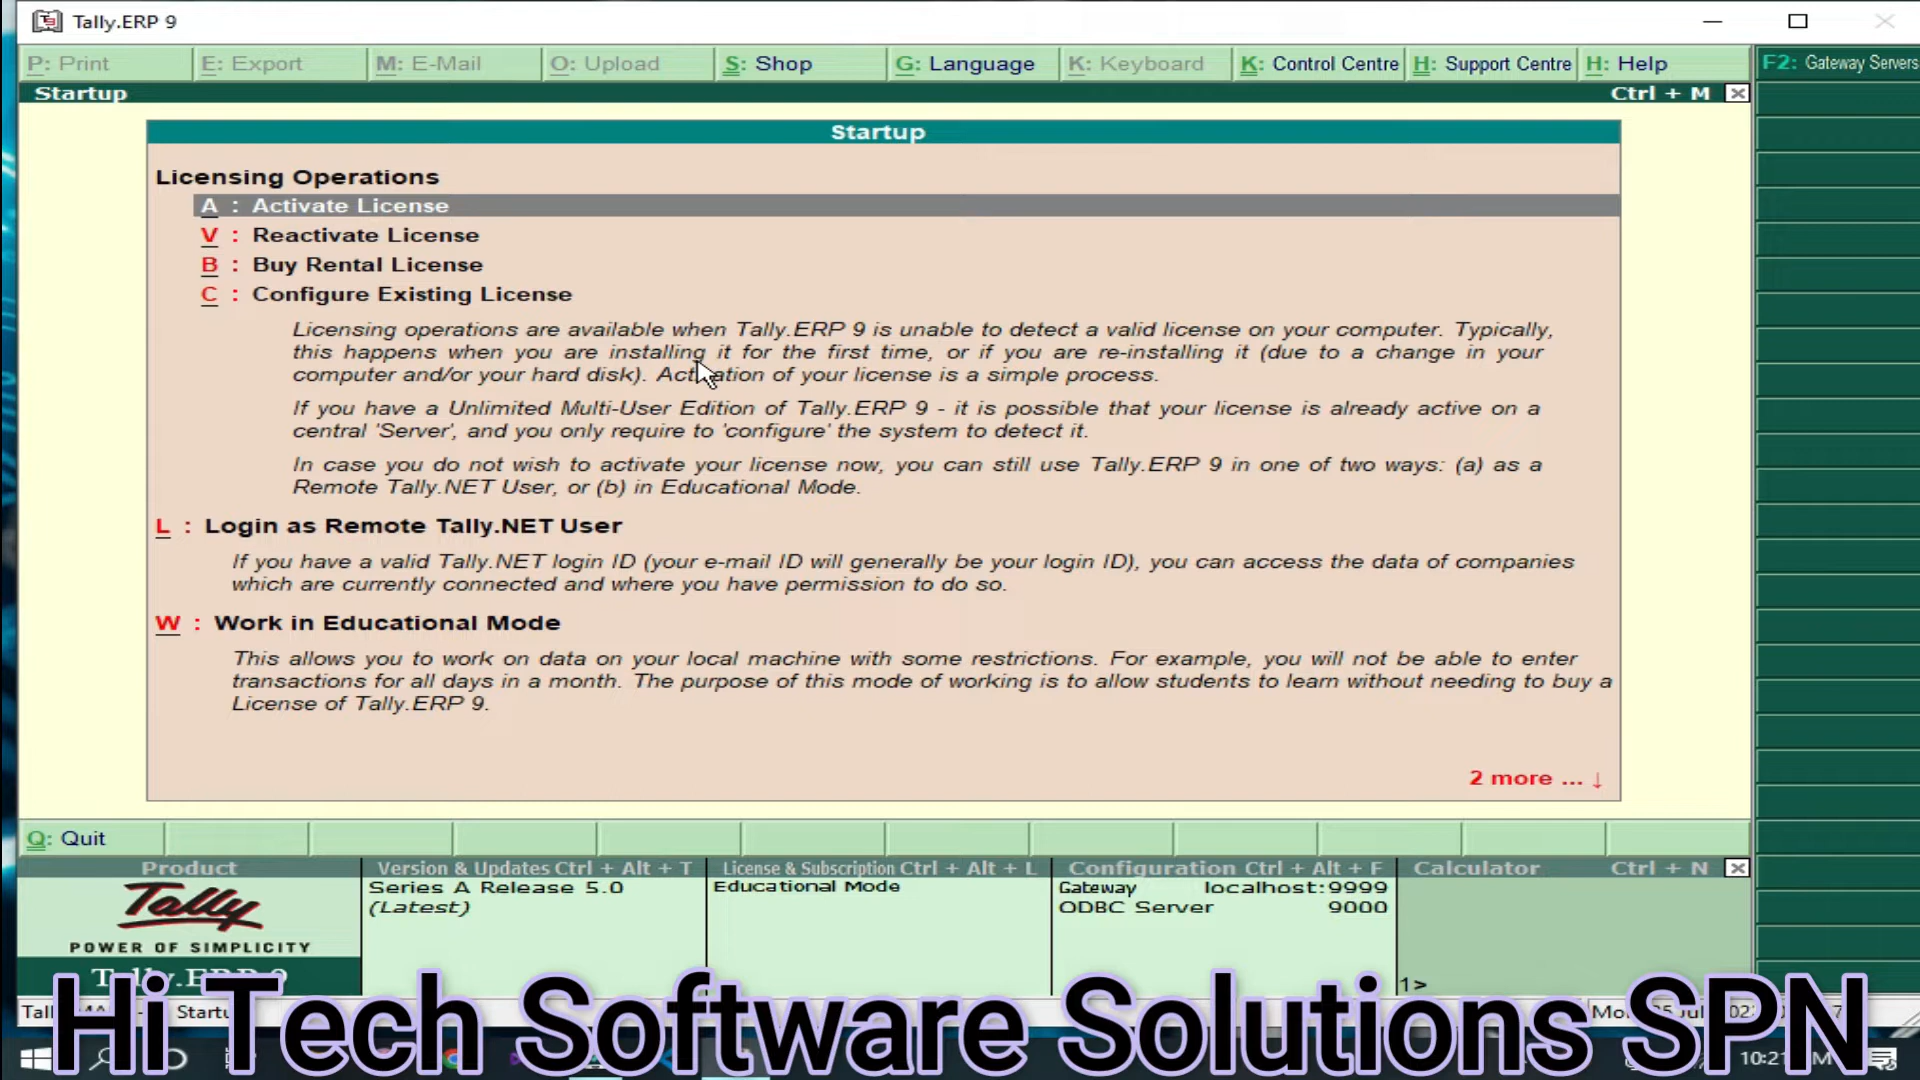 Tally.ERP 9
P: Print E: Export M: E-Mail O: Upload S: Shop G: Language K: Keyboard K: Control Centre H: Support Centre H: Help F2: Gateway Servers
Startup Ctrl + M
Startup
Licensing Operations
A : Activate License
V : Reactivate License
B : Buy Rental License
C : Configure Existing License
Licensing operations are available when Tally.ERP 9 is unable to detect a valid license on your computer. Typically,
this happens when you are installing it for the first time, or if you are re-installing it (due to a change in your
computer and/or your hard disk). Activation of your license is a simple process.
If you have a Unlimited Multi-User Edition of Tally.ERP 9 - it is possible that your license is already active on a
central 'Server', and you only require to 'configure' the system to detect it.
In case you do not wish to activate your license now, you can still use Tally.ERP 9 in one of two ways: (a) as a
Remote Tally.NET User, or (b) in Educational Mode.
L : Login as Remote Tally.NET User
If you have a valid Tally.NET login ID (your e-mail ID will generally be your login ID), you can access the data of companies
which are currently connected and where you have permission to do so.
W : Work in Educational Mode
This allows you to work on data on your local machine with some restrictions. For example, you will not be able to enter
transactions for all days in a month. The purpose of this mode of working is to allow students to learn without needing to buy a
License of Tally.ERP 9.
2 more ... ↓
Q: Quit
Product Version & Updates Ctrl + Alt + T License & Subscription Ctrl + Alt + L Configuration Ctrl + Alt + F Calculator Ctrl + N
Tally
POWER OF SIMPLICITY
Tally.ERP 9
Series A Release 5.0
(Latest)
Educational Mode
Gateway localhost:9999
ODBC Server 9000
1>
Hi Tech Software Solutions SPN